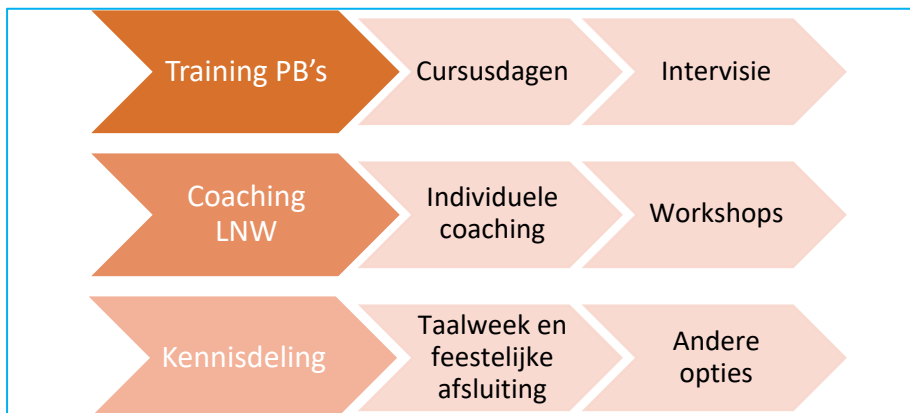 Training PB's
Cursusdagen
Intervisie
Coaching
LNW
Individuele
coaching
Workshops
Kennisdeling
Taalweek en
feestelijke
afsluiting
Andere
opties